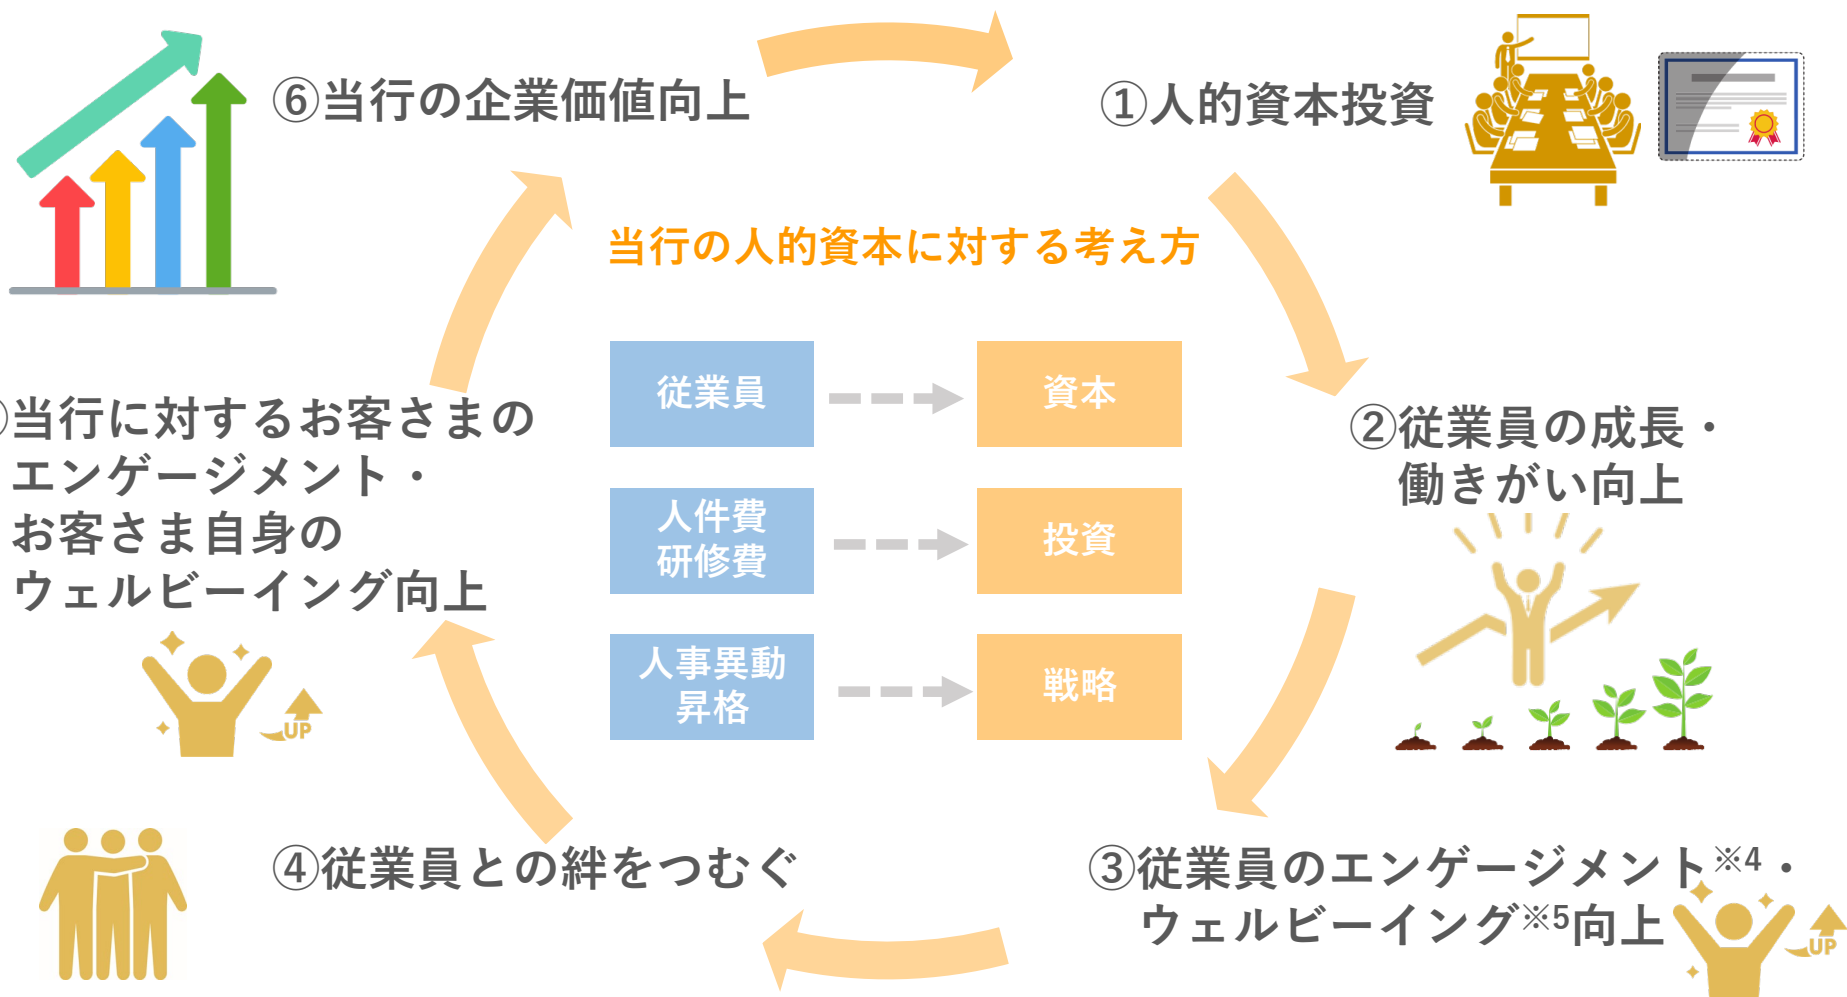 ⑥当行の企業価値向上
①人的資本投資
当行の人的資本に対する考え方
従業員
資本
人件費
研修費
投資
人事異動
昇格
戦略
②従業員の成長・
働きがい向上
③従業員のエンゲージメント※4・
ウェルビーイング※5向上
UP
④従業員との絆をつむぐ
当行に対するお客さまの
エンゲージメント・
お客さま自身の
ウェルビーイング向上
UP